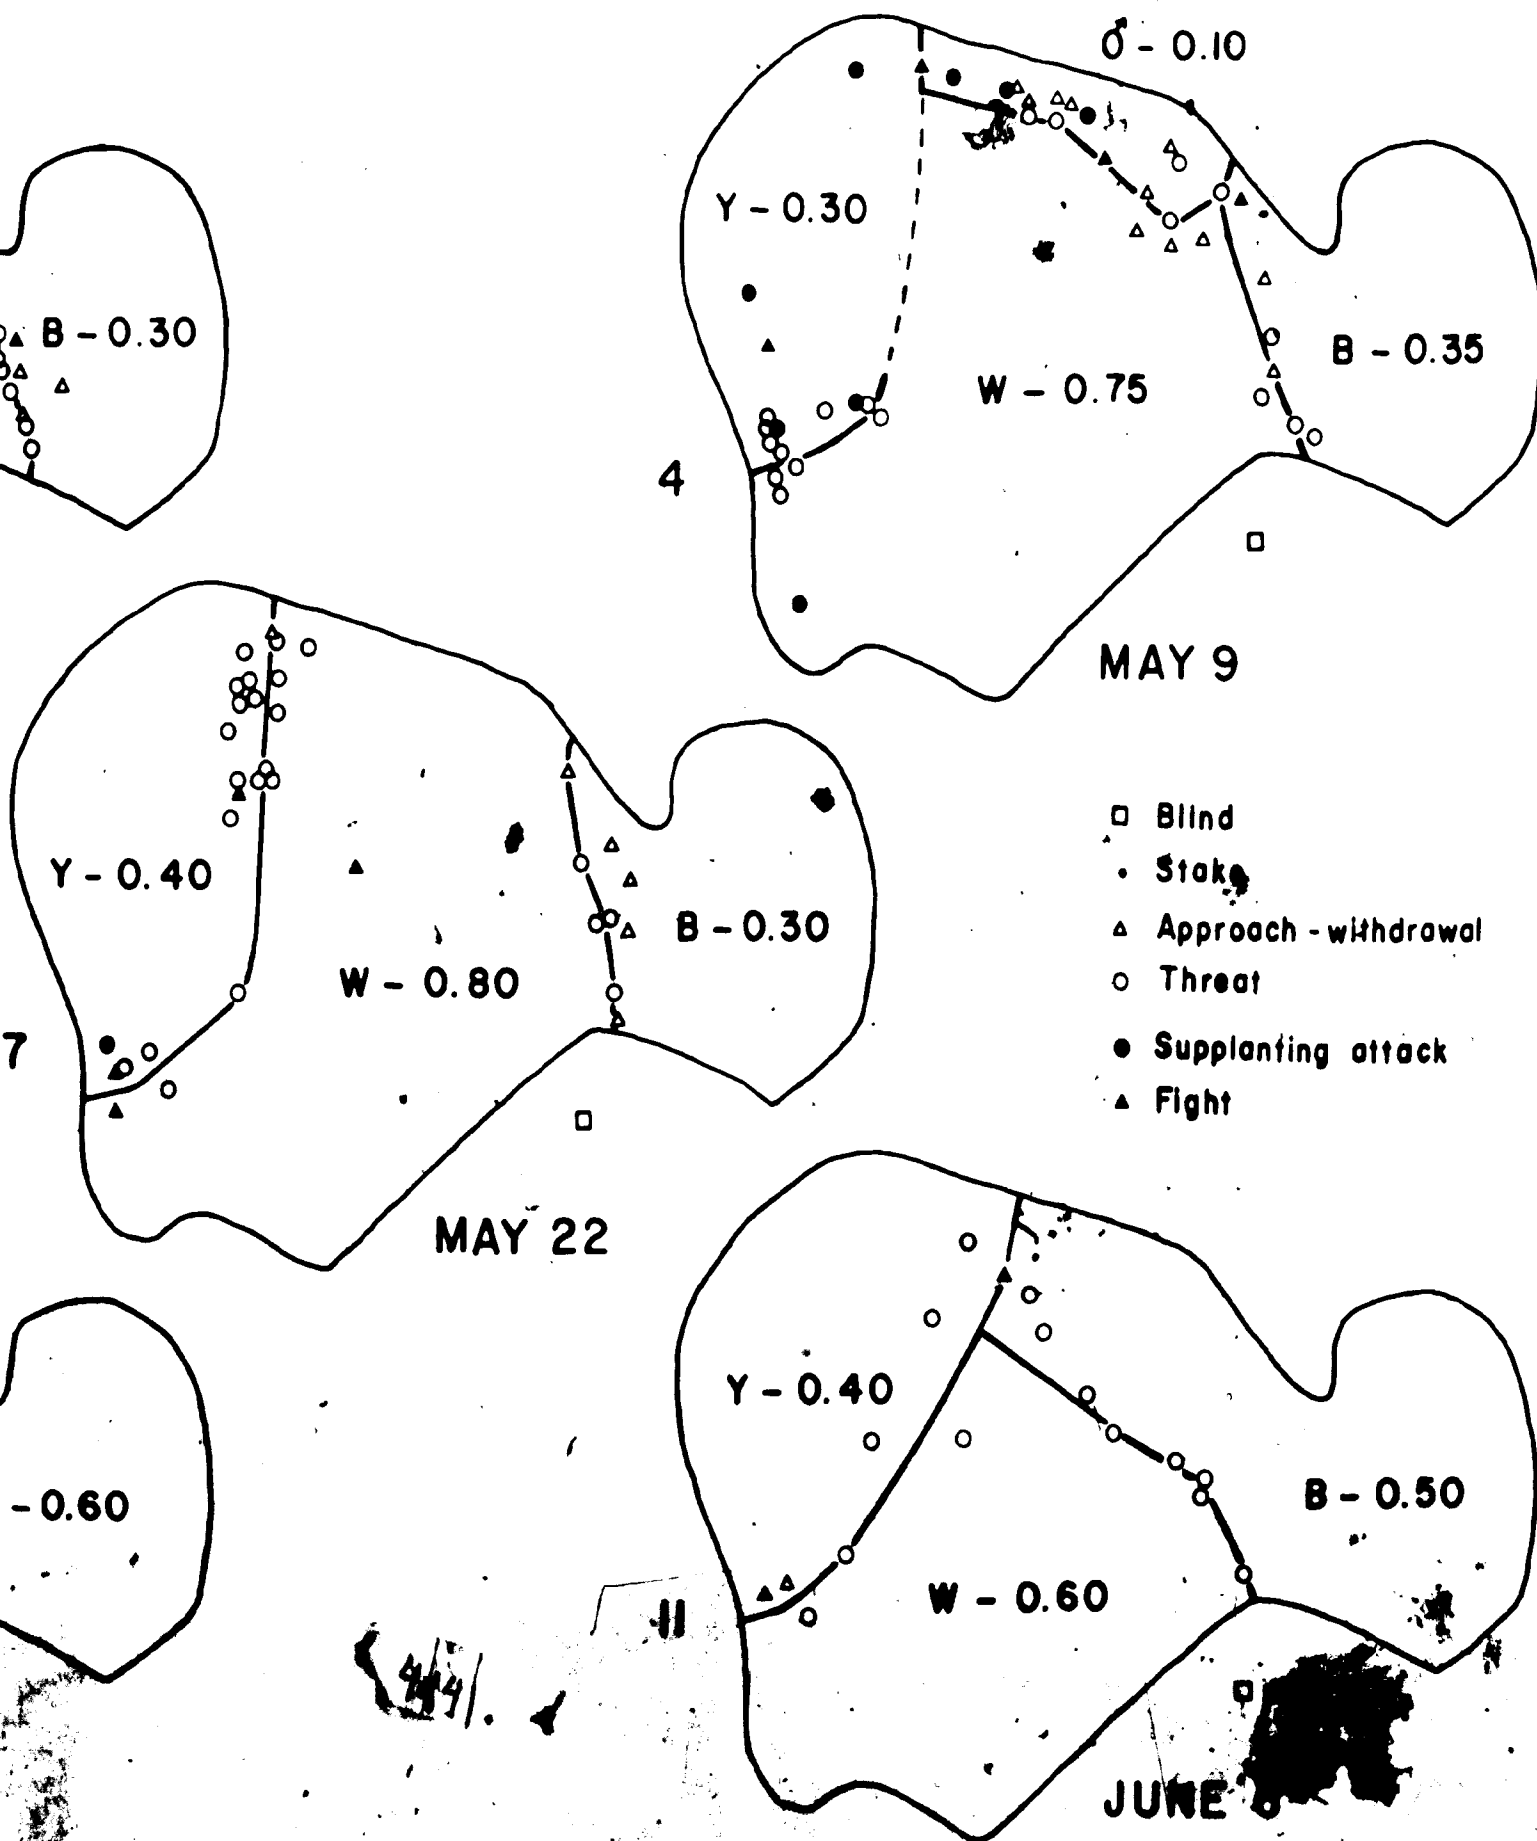 ♂ - 0.10
Y - 0.30
B - 0.30
B - 0.35
W - 0.75
4
MAY 9
Blind
Stake
Y - 0.40
B - 0.30
Approach - withdrawal
W - 0.80
Threat
7
Supplanting attack
Fight
MAY 22
Y - 0.40
- 0.60
B - 0.50
W - 0.60
11
JUNE